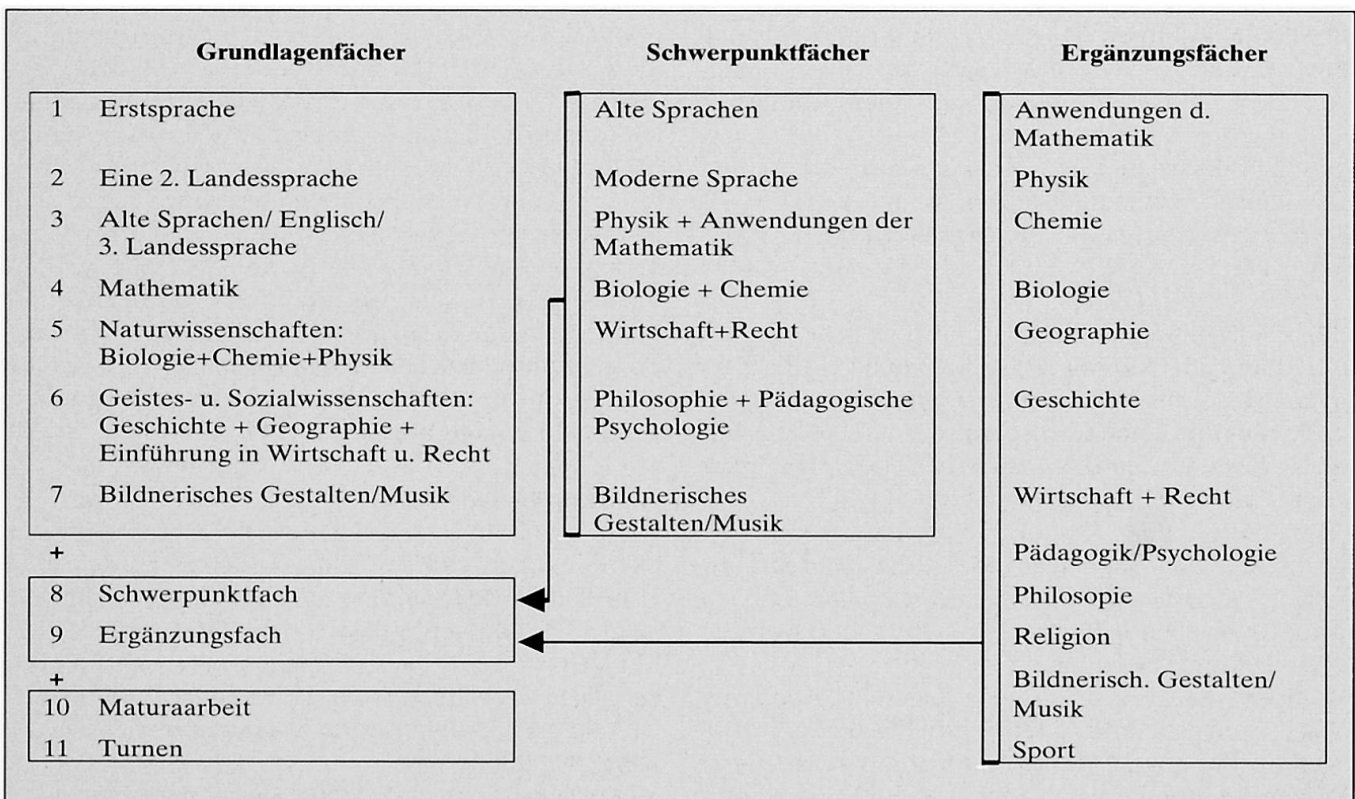 Grundlagenfächer
1 Erstsprache
2 Eine 2. Landessprache
3 Alte Sprachen/ Englisch/
3. Landessprache
4 Mathematik
5 Naturwissenschaften:
Biologie+Chemie+Physik
6 Geistes- u. Sozialwissenschaften:
Geschichte + Geographie +
Einführung in Wirtschaft u. Recht
7 Bildnerisches Gestalten/Musik
+
8 Schwerpunktfach
9 Ergänzungsfach
+
10 Maturaarbeit
11 Turnen
Schwerpunktfächer
Alte Sprachen
Moderne Sprache
Physik + Anwendungen der
Mathematik
Biologie + Chemie
Wirtschaft+Recht
Philosophie + Pädagogische
Psychologie
Bildnerisches
Gestalten/Musik
Ergänzungsfächer
Anwendungen d.
Mathematik
Physik
Chemie
Biologie
Geographie
Geschichte
Wirtschaft + Recht
Pädagogik/Psychologie
Philosopie
Religion
Bildnerisch. Gestalten/
Musik
Sport